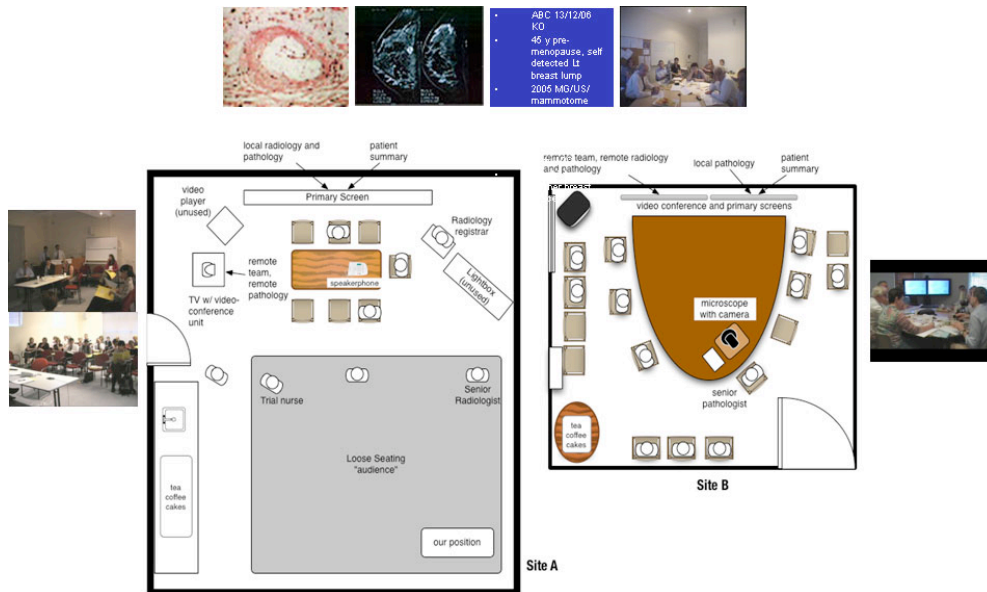 ABC 13/12/06
KO
45 y pre-
menopause, self
detected Lt
breast lump
2005 MG/US/
mammotome
local radiology and
pathology
patient
summary
video
player
(unused)
Primary Screen
Radiology
registrar
remote
team,
remote
pathology
speakerphone
Lightbox
(unused)
TV w/ video-
conference
unit
Trial nurse
Senior
Radiologist
Loose Seating
"audience"
tea
coffee
cakes
our position
Site A
remote team, remote radiology
and pathology
local pathology
patient
summary
video conference and primary screens
microscope
with camera
senior
pathologist
tea
coffee
cakes
Site B